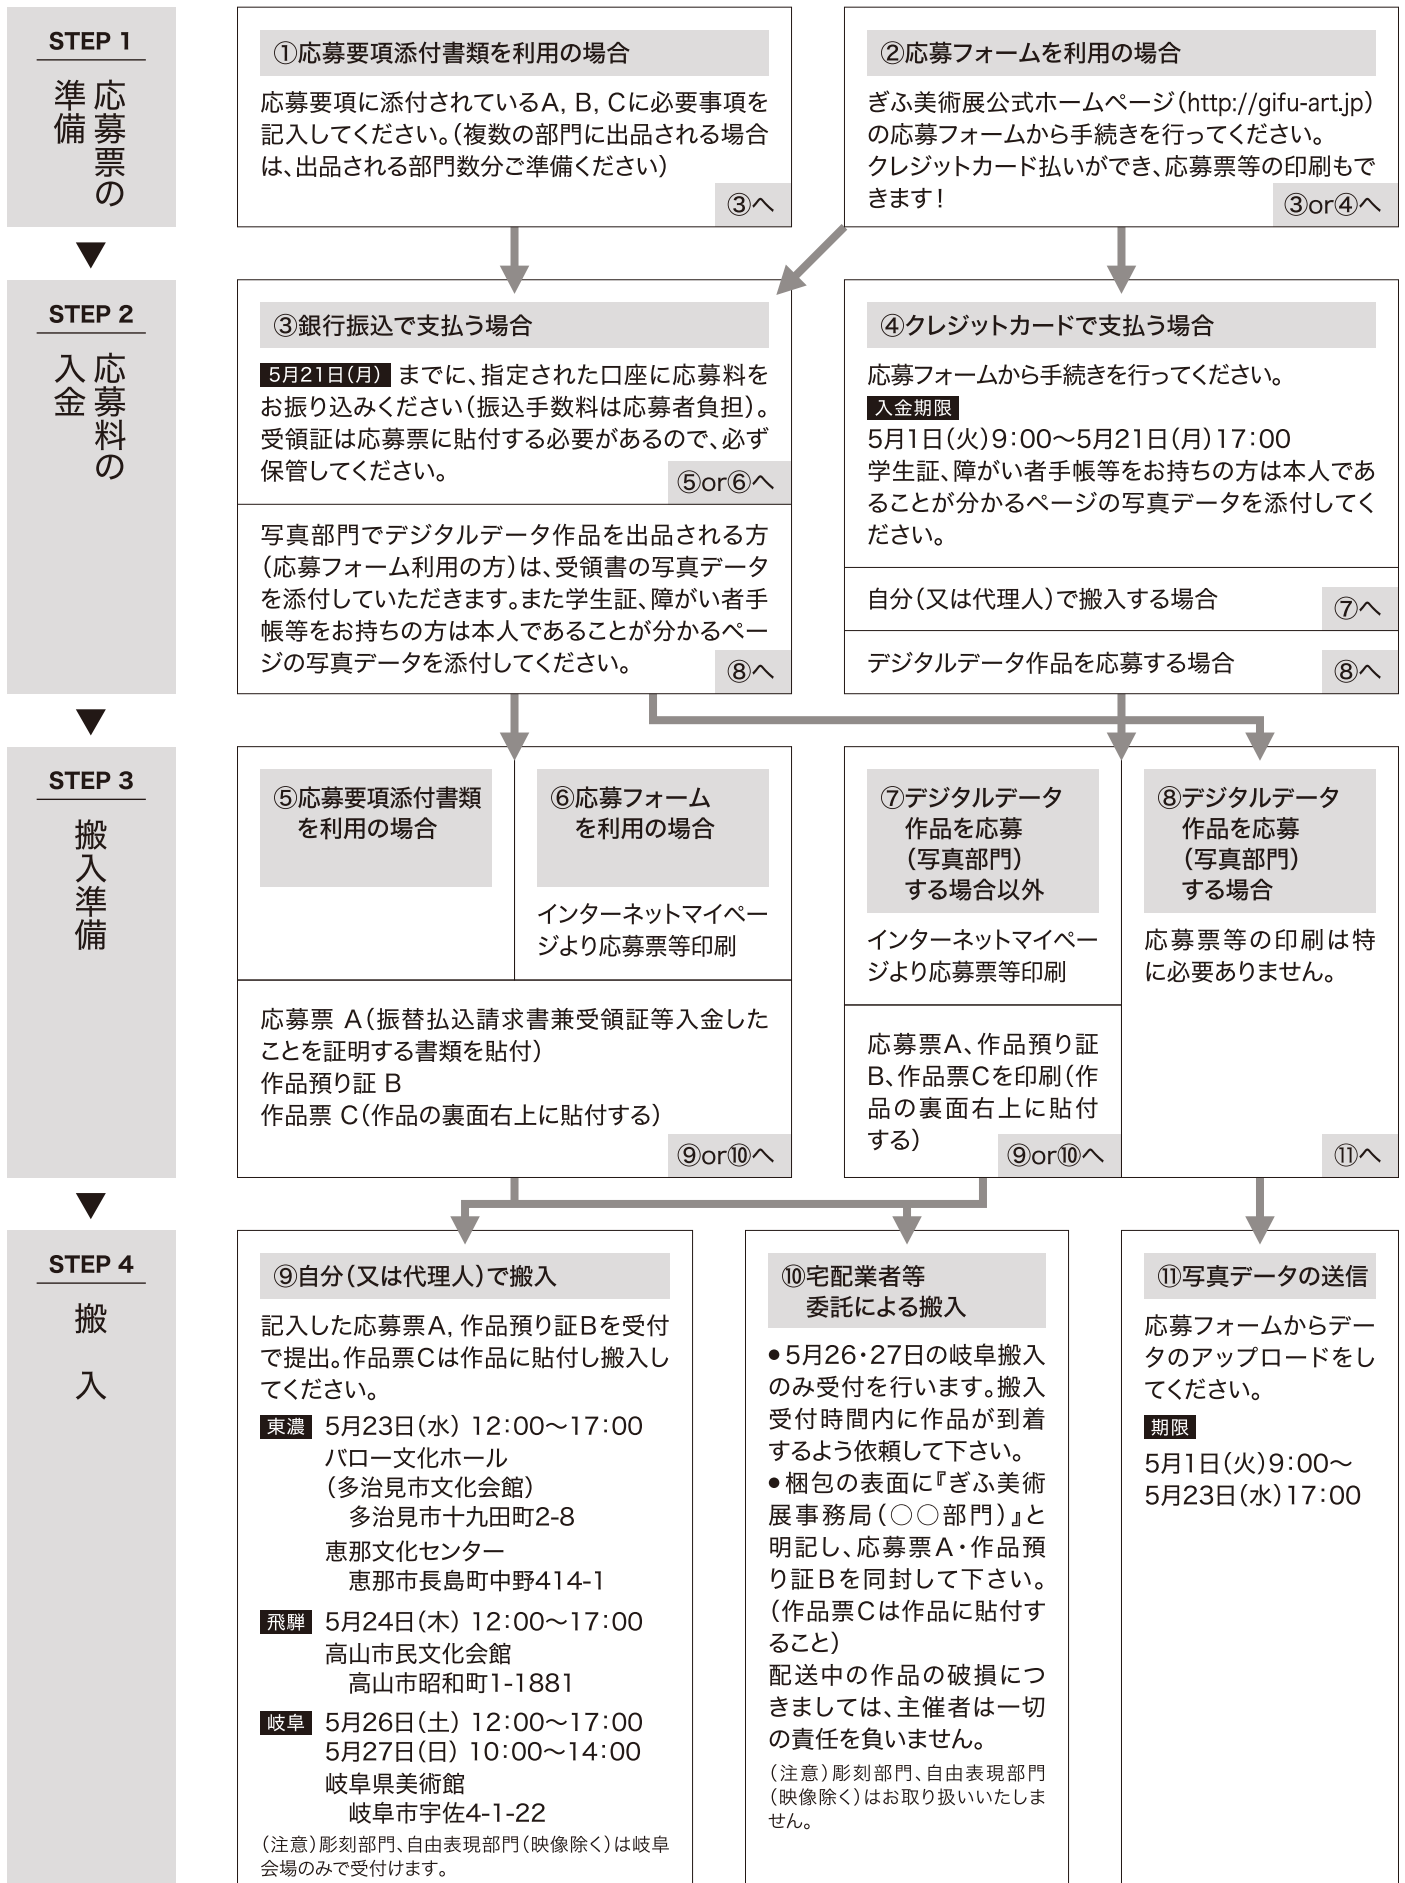 STEP 1
応募票の
準備
①応募要項添付書類を利用の場合
応募要項に添付されているA, B, Cに必要事項を
記入してください。（複数の部門に出品される場合
は、出品される部門数分ご準備ください）
③へ
②応募フォームを利用の場合
ぎふ美術展公式ホームページ（http://gifu-art.jp）
の応募フォームから手続きを行ってください。
クレジットカード払いができ、応募票等の印刷もで
きます！
③or④へ
STEP 2
応募料の
入金
③銀行振込で支払う場合
5月21日（月） までに、指定された口座に応募料を
お振り込みください（振込手数料は応募者負担）。
受領証は応募票に貼付する必要があるので、必ず
保管してください。
⑤or⑥へ
写真部門でデジタルデータ作品を出品される方
（応募フォーム利用の方）は、受領書の写真データ
を添付していただきます。また学生証、障がい者手
帳等をお持ちの方は本人であることが分かるペー
ジの写真データを添付してください。
⑧へ
④クレジットカードで支払う場合
応募フォームから手続きを行ってください。
入金期限
5月1日（火）9：00～5月21日（月）17：00
学生証、障がい者手帳等をお持ちの方は本人であ
ることが分かるページの写真データを添付してく
ださい。
自分（又は代理人）で搬入する場合
⑦へ
デジタルデータ作品を応募する場合
⑧へ
STEP 3
搬入準備
⑤応募要項添付書類
を利用の場合
⑥応募フォーム
を利用の場合
インターネットマイペー
ジより応募票等印刷
応募票 A（振替払込請求書兼受領証等入金した
ことを証明する書類を貼付）
作品預り証 B
作品票 C（作品の裏面右上に貼付する）
⑨or⑩へ
⑦デジタルデータ
作品を応募
（写真部門）
する場合以外
インターネットマイペー
ジより応募票等印刷
応募票A、作品預り証
B、作品票Cを印刷（作
品の裏面右上に貼付
する）
⑨or⑩へ
⑧デジタルデータ
作品を応募
（写真部門）
する場合
応募票等の印刷は特
に必要ありません。
⑪へ
STEP 4
搬 入
⑨自分（又は代理人）で搬入
記入した応募票A, 作品預り証Bを受付
で提出。作品票Cは作品に貼付し搬入し
てください。
東濃 5月23日（水） 12：00～17：00
バロー文化ホール
（多治見市文化会館）
多治見市十九田町2-8
恵那文化センター
恵那市長島町中野414-1
飛騨 5月24日（木） 12：00～17：00
高山市民文化会館
高山市昭和町1-1881
岐阜 5月26日（土） 12：00～17：00
5月27日（日） 10：00～14：00
岐阜県美術館
岐阜市宇佐4-1-22
（注意）彫刻部門、自由表現部門（映像除く）は岐阜
会場のみで受付けます。
⑩宅配業者等
委託による搬入
●5月26・27日の岐阜搬入
のみ受付を行います。搬入
受付時間内に作品が到着
するよう依頼して下さい。
●梱包の表面に『ぎふ美術
展事務局（○○部門）』と
明記し、応募票A・作品預
り証Bを同封して下さい。
（作品票Cは作品に貼付す
ること）
配送中の作品の破損につ
きましては、主催者は一切
の責任を負いません。
（注意）彫刻部門、自由表現部門
（映像除く）はお取り扱いいたしま
せん。
⑪写真データの送信
応募フォームからデー
タのアップロードをし
てください。
期限
5月1日（火）9：00～
5月23日（水）17：00